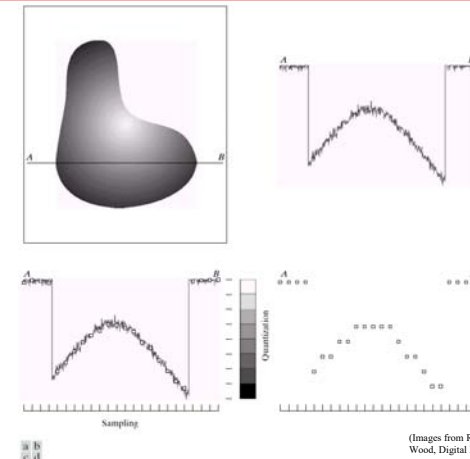 A B
A
A B
A
Quantization
Sampling
a b
c d
(Images from
Wood, Digital